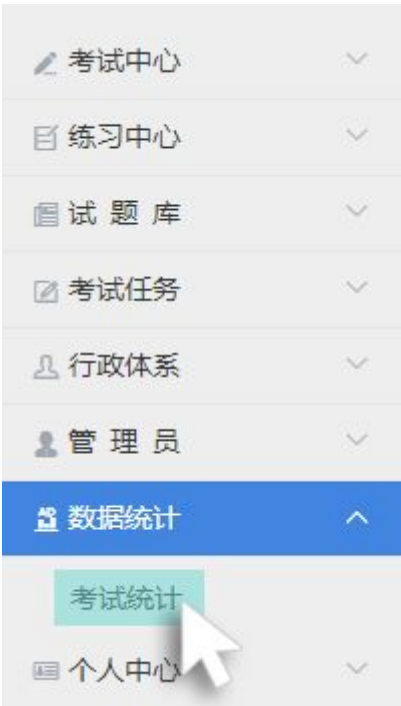 考试中心
练习中心
试 题 库
考试任务
行政体系
管 理 员
数据统计
考试统计
个人中心